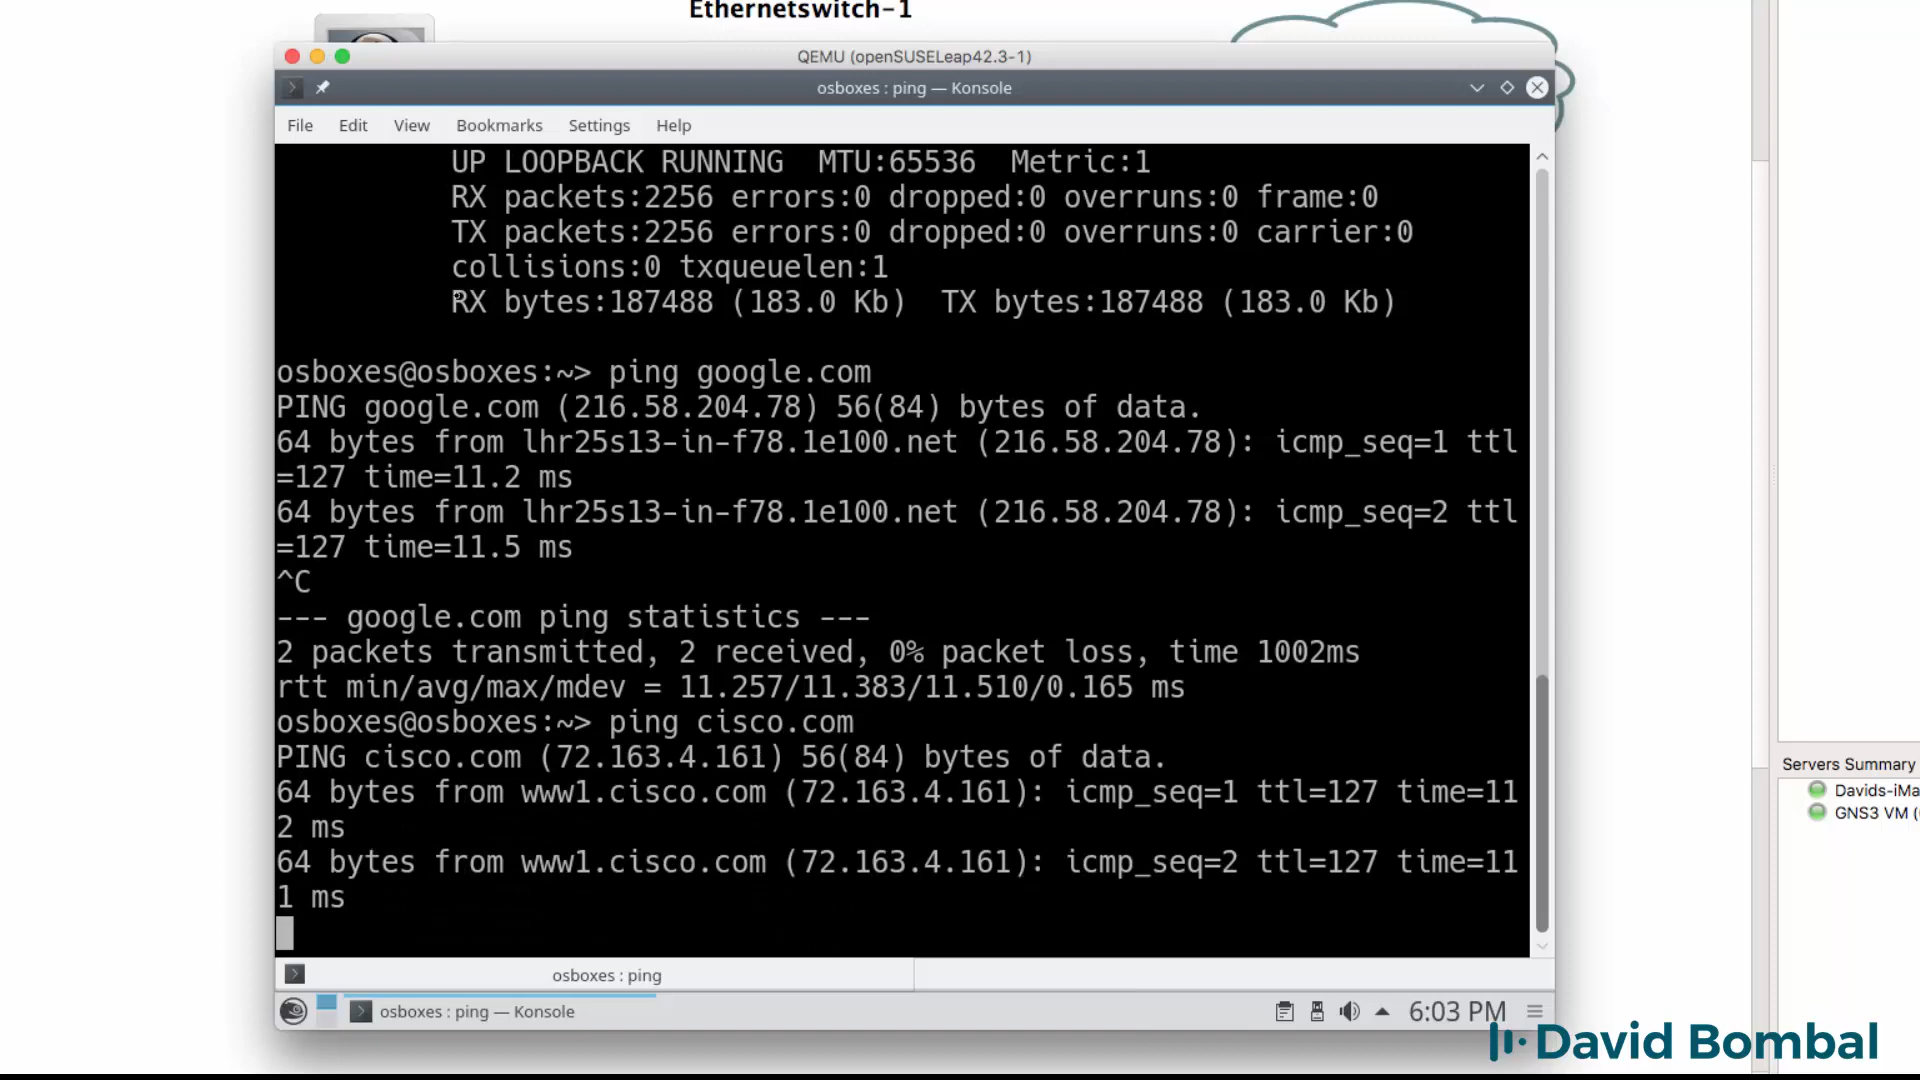 Ethernetswitch-1
QEMU (openSUSELeap42.3-1)
osboxes : ping — Konsole
File Edit View Bookmarks Settings Help
UP LOOPBACK RUNNING  MTU:65536  Metric:1
RX packets:2256 errors:0 dropped:0 overruns:0 frame:0
TX packets:2256 errors:0 dropped:0 overruns:0 carrier:0
collisions:0 txqueuelen:1
RX bytes:187488 (183.0 Kb)  TX bytes:187488 (183.0 Kb)
osboxes@osboxes:~> ping google.com
PING google.com (216.58.204.78) 56(84) bytes of data.
64 bytes from lhr25s13-in-f78.1e100.net (216.58.204.78): icmp_seq=1 ttl
=127 time=11.2 ms
64 bytes from lhr25s13-in-f78.1e100.net (216.58.204.78): icmp_seq=2 ttl
=127 time=11.5 ms
^C
--- google.com ping statistics ---
2 packets transmitted, 2 received, 0% packet loss, time 1002ms
rtt min/avg/max/mdev = 11.257/11.383/11.510/0.165 ms
osboxes@osboxes:~> ping cisco.com
PING cisco.com (72.163.4.161) 56(84) bytes of data.
64 bytes from www1.cisco.com (72.163.4.161): icmp_seq=1 ttl=127 time=11
2 ms
64 bytes from www1.cisco.com (72.163.4.161): icmp_seq=2 ttl=127 time=11
1 ms
osboxes : ping
osboxes : ping — Konsole
6:03 PM
Servers Summary
Davids-iMa
GNS3 VM (
David Bombal